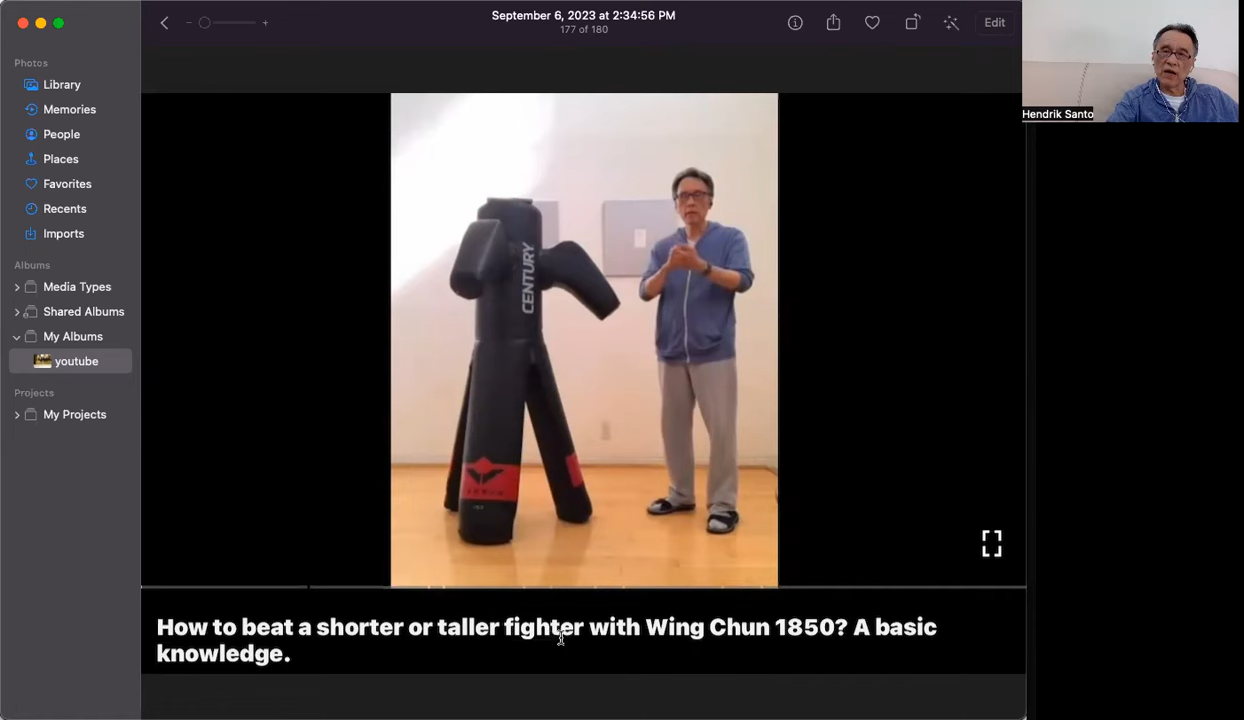 September 6, 2023 at 2:34:56 PM
177 of 180
Edit
Photos
Library
Memories
People
Places
Favorites
Recents
Imports
Albums
Media Types
Shared Albums
My Albums
youtube
Projects
My Projects
CENTURY
Hendrik Santo
How to beat a shorter or taller fighter with Wing Chun 1850? A basic
knowledge.